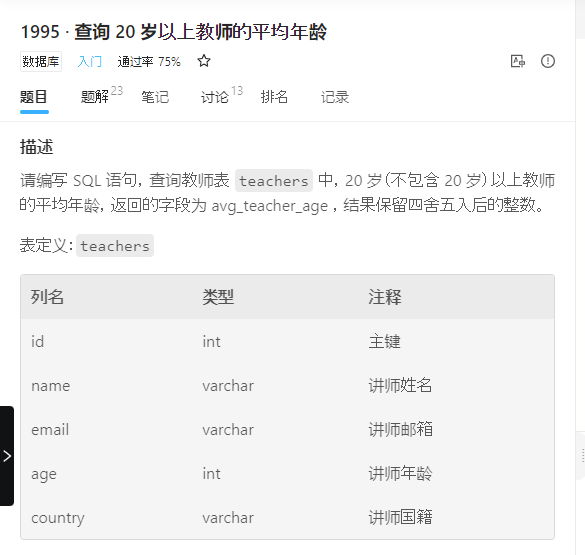 1995 · 查询 20 岁以上教师的平均年龄
数据库 入门 通过率 75%
题目 题解 23 笔记 讨论 13 排名 记录
描述
请编写 SQL 语句，查询教师表 teachers 中，20 岁（不包含 20 岁）以上教师
的平均年龄，返回的字段为 avg_teacher_age ，结果保留四舍五入后的整数。
表定义：teachers
列名 类型 注释
id int 主键
name varchar 讲师姓名
email varchar 讲师邮箱
age int 讲师年龄
country varchar 讲师国籍